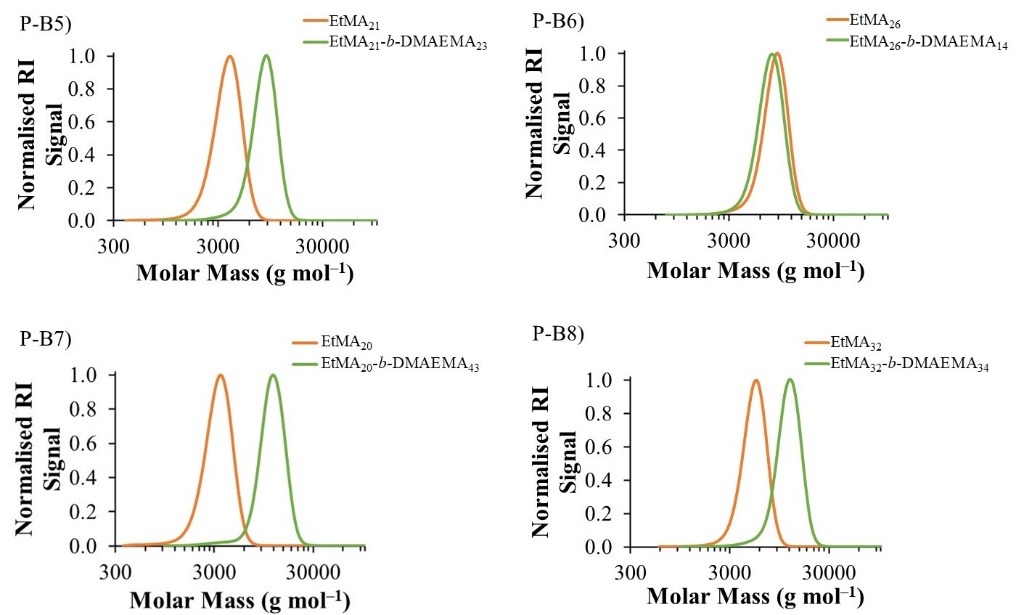 P-B5)
EtMA21
EtMA21-b-DMAEMA23
Normalised RI
Signal
1.0
0.8
0.6
0.4
0.2
0.0
300
3000
30000
Molar Mass (g mol⁻¹)
P-B6)
EtMA26
EtMA26-b-DMAEMA14
Normalised RI
Signal
1.0
0.8
0.6
0.4
0.2
0.0
300
3000
30000
Molar Mass (g mol⁻¹)
P-B7)
EtMA20
EtMA20-b-DMAEMA43
Normalised RI
Signal
1.0
0.8
0.6
0.4
0.2
0.0
300
3000
30000
Molar Mass (g mol⁻¹)
P-B8)
EtMA32
EtMA32-b-DMAEMA34
Normalised RI
Signal
1.0
0.8
0.6
0.4
0.2
0.0
300
3000
30000
Molar Mass (g mol⁻¹)